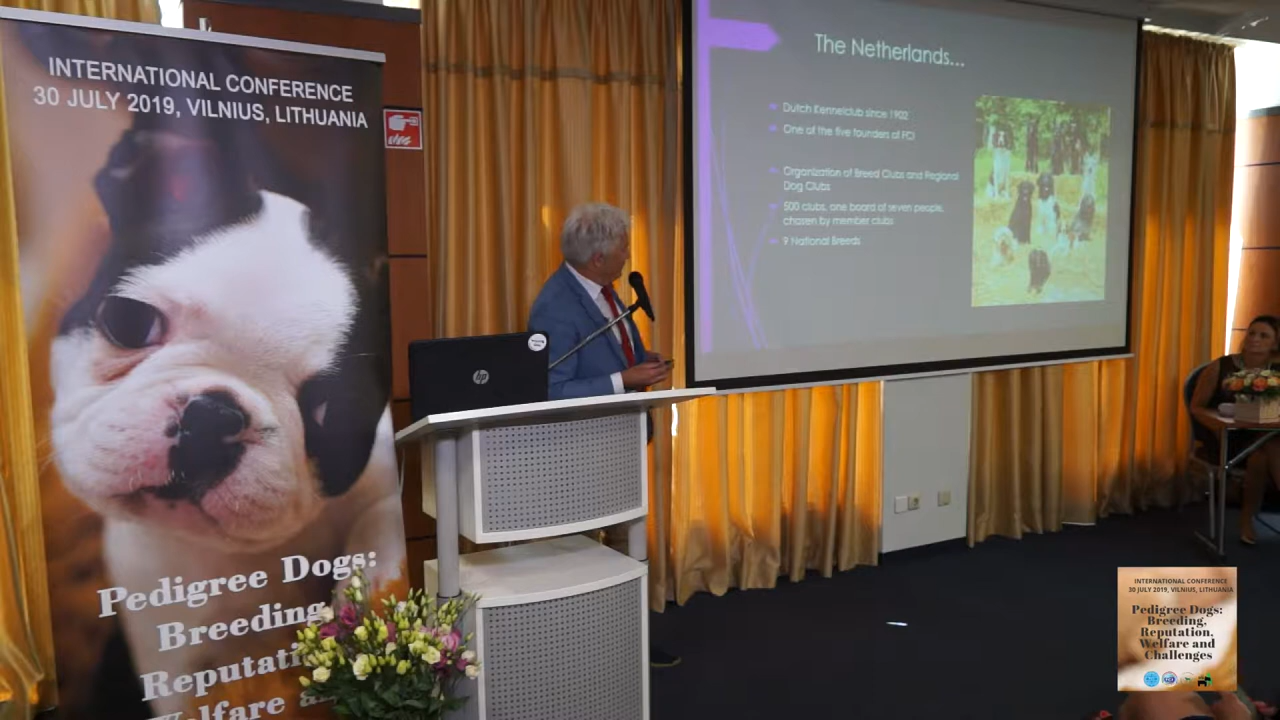 INTERNATIONAL CONFERENCE
30 JULY 2019, VILNIUS, LITHUANIA
Pedigree Dogs:
Breeding
Reputati
Welfare a
The Netherlands...
Dutch Kennelclub since 1902
One of the five founders of FCI
Organization of Breed Clubs and Regional
Dog Clubs
500 clubs, one board of seven people,
chosen by member clubs
9 National Breeds
hp
INTERNATIONAL CONFERENCE
30 JULY 2019, VILNIUS, LITHUANIA
Pedigree Dogs:
Breeding,
Reputation,
Welfare and
Challenges